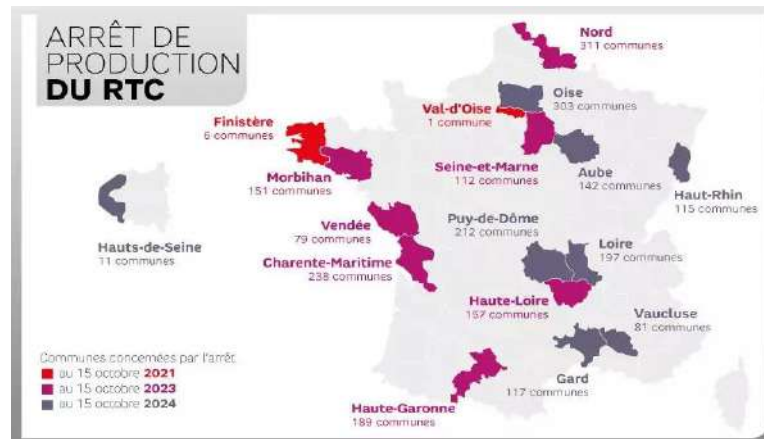 ARRÊT DE
PRODUCTION
DU RTC
Nord
311 communes
Oise
303 communes
Val-d'Oise
1 commune
Finistère
6 communes
Seine-et-Marne
112 communes
Aube
142 communes
Haut-Rhin
115 communes
Morbihan
151 communes
Hauts-de-Seine
11 communes
Vendée
79 communes
Puy-de-Dôme
212 communes
Loire
197 communes
Charente-Maritime
238 communes
Haute-Loire
157 communes
Vaucluse
81 communes
Gard
117 communes
Haute-Garonne
189 communes
Communes concernées par l'arrêt
au 15 octobre 2021
au 15 octobre 2023
au 15 octobre 2024